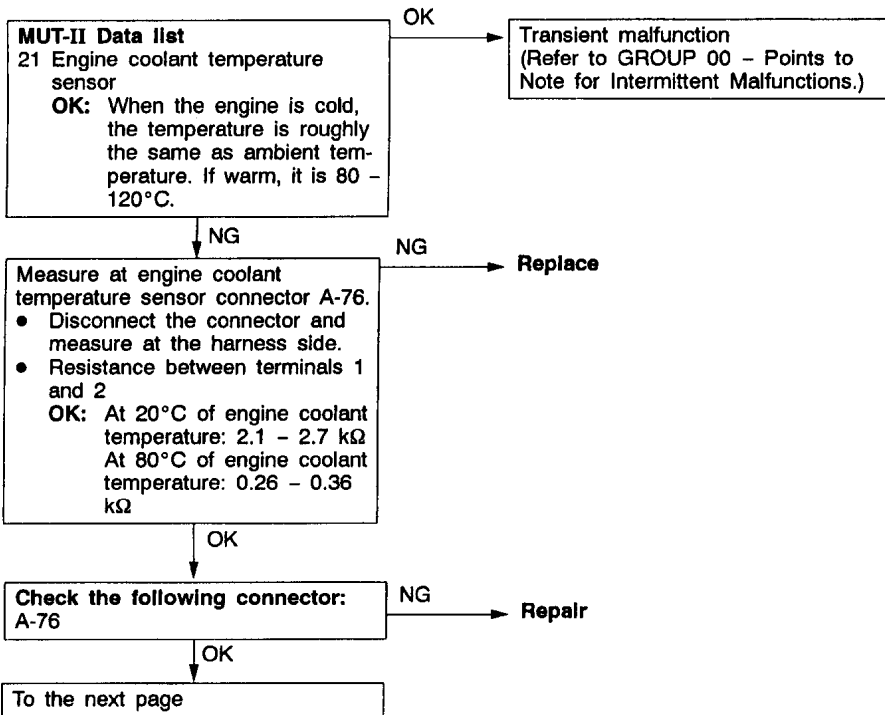 OK
MUT-II Data list
21 Engine coolant temperature
sensor
OK: When the engine is cold,
the temperature is roughly
the same as ambient tem-
perature. If warm, it is 80 –
120°C.
Transient malfunction
(Refer to GROUP 00 – Points to
Note for Intermittent Malfunctions.)
NG
NG
Replace
Measure at engine coolant
temperature sensor connector A-76.
● Disconnect the connector and
measure at the harness side.
● Resistance between terminals 1
and 2
OK: At 20°C of engine coolant
temperature: 2.1 – 2.7 kΩ
At 80°C of engine coolant
temperature: 0.26 – 0.36
kΩ
OK
Check the following connector:
A-76
NG
Repair
OK
To the next page